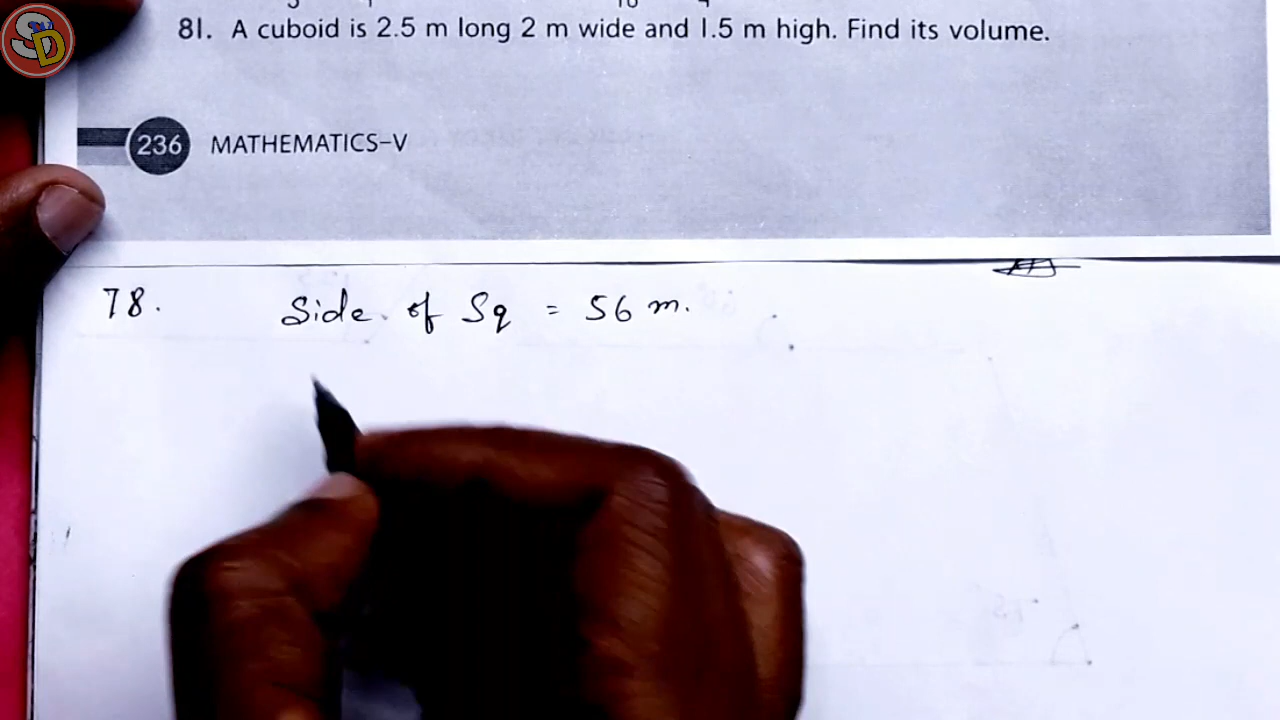 SD
81. A cuboid is 2.5 m long 2 m wide and 1.5 m high. Find its volume.
236 MATHEMATICS–V
78. Side of Sq = 56 m.